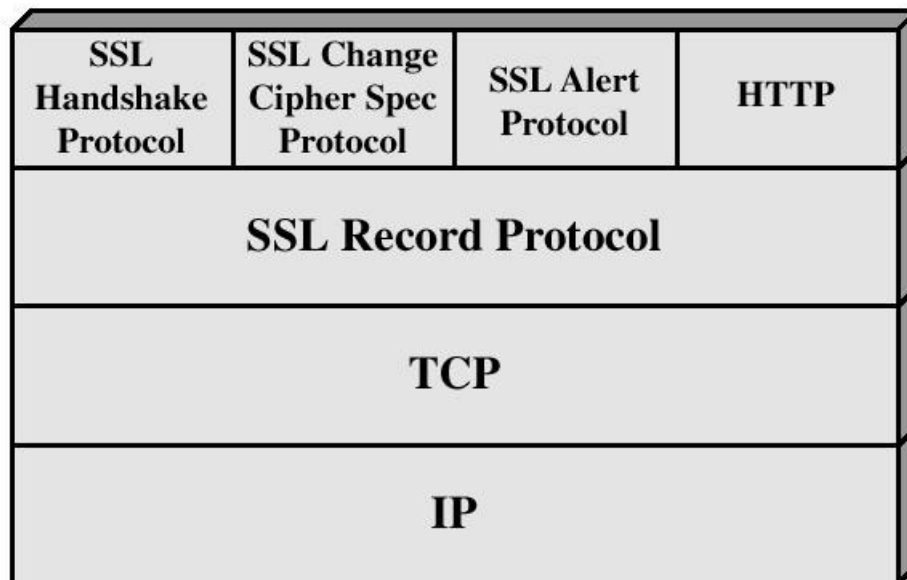 SSL
Handshake
Protocol
SSL Change
Cipher Spec
Protocol
SSL Alert
Protocol
HTTP
SSL Record Protocol
TCP
IP